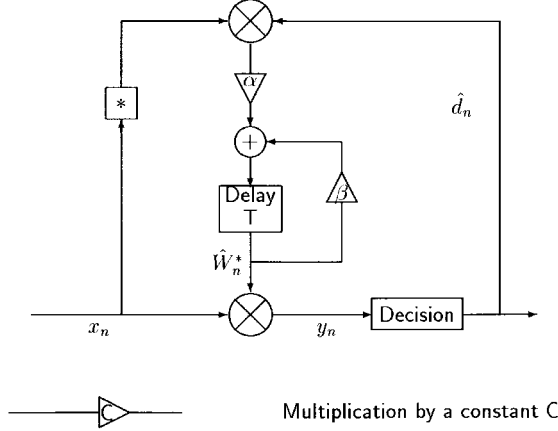 α
*
d̂ₙ
+
β
Delay
T
Ŵₙ*
xₙ
yₙ
Decision
C
Multiplication by a constant C